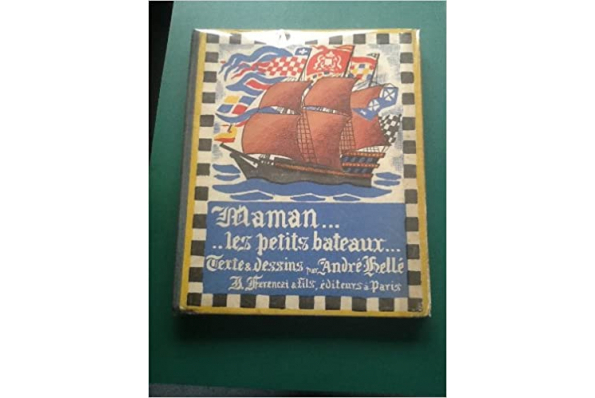 Maman...
..les petits bateaux...
Texte & dessins par André Hellé
J. Ferenczi & fils, éditeurs à Paris